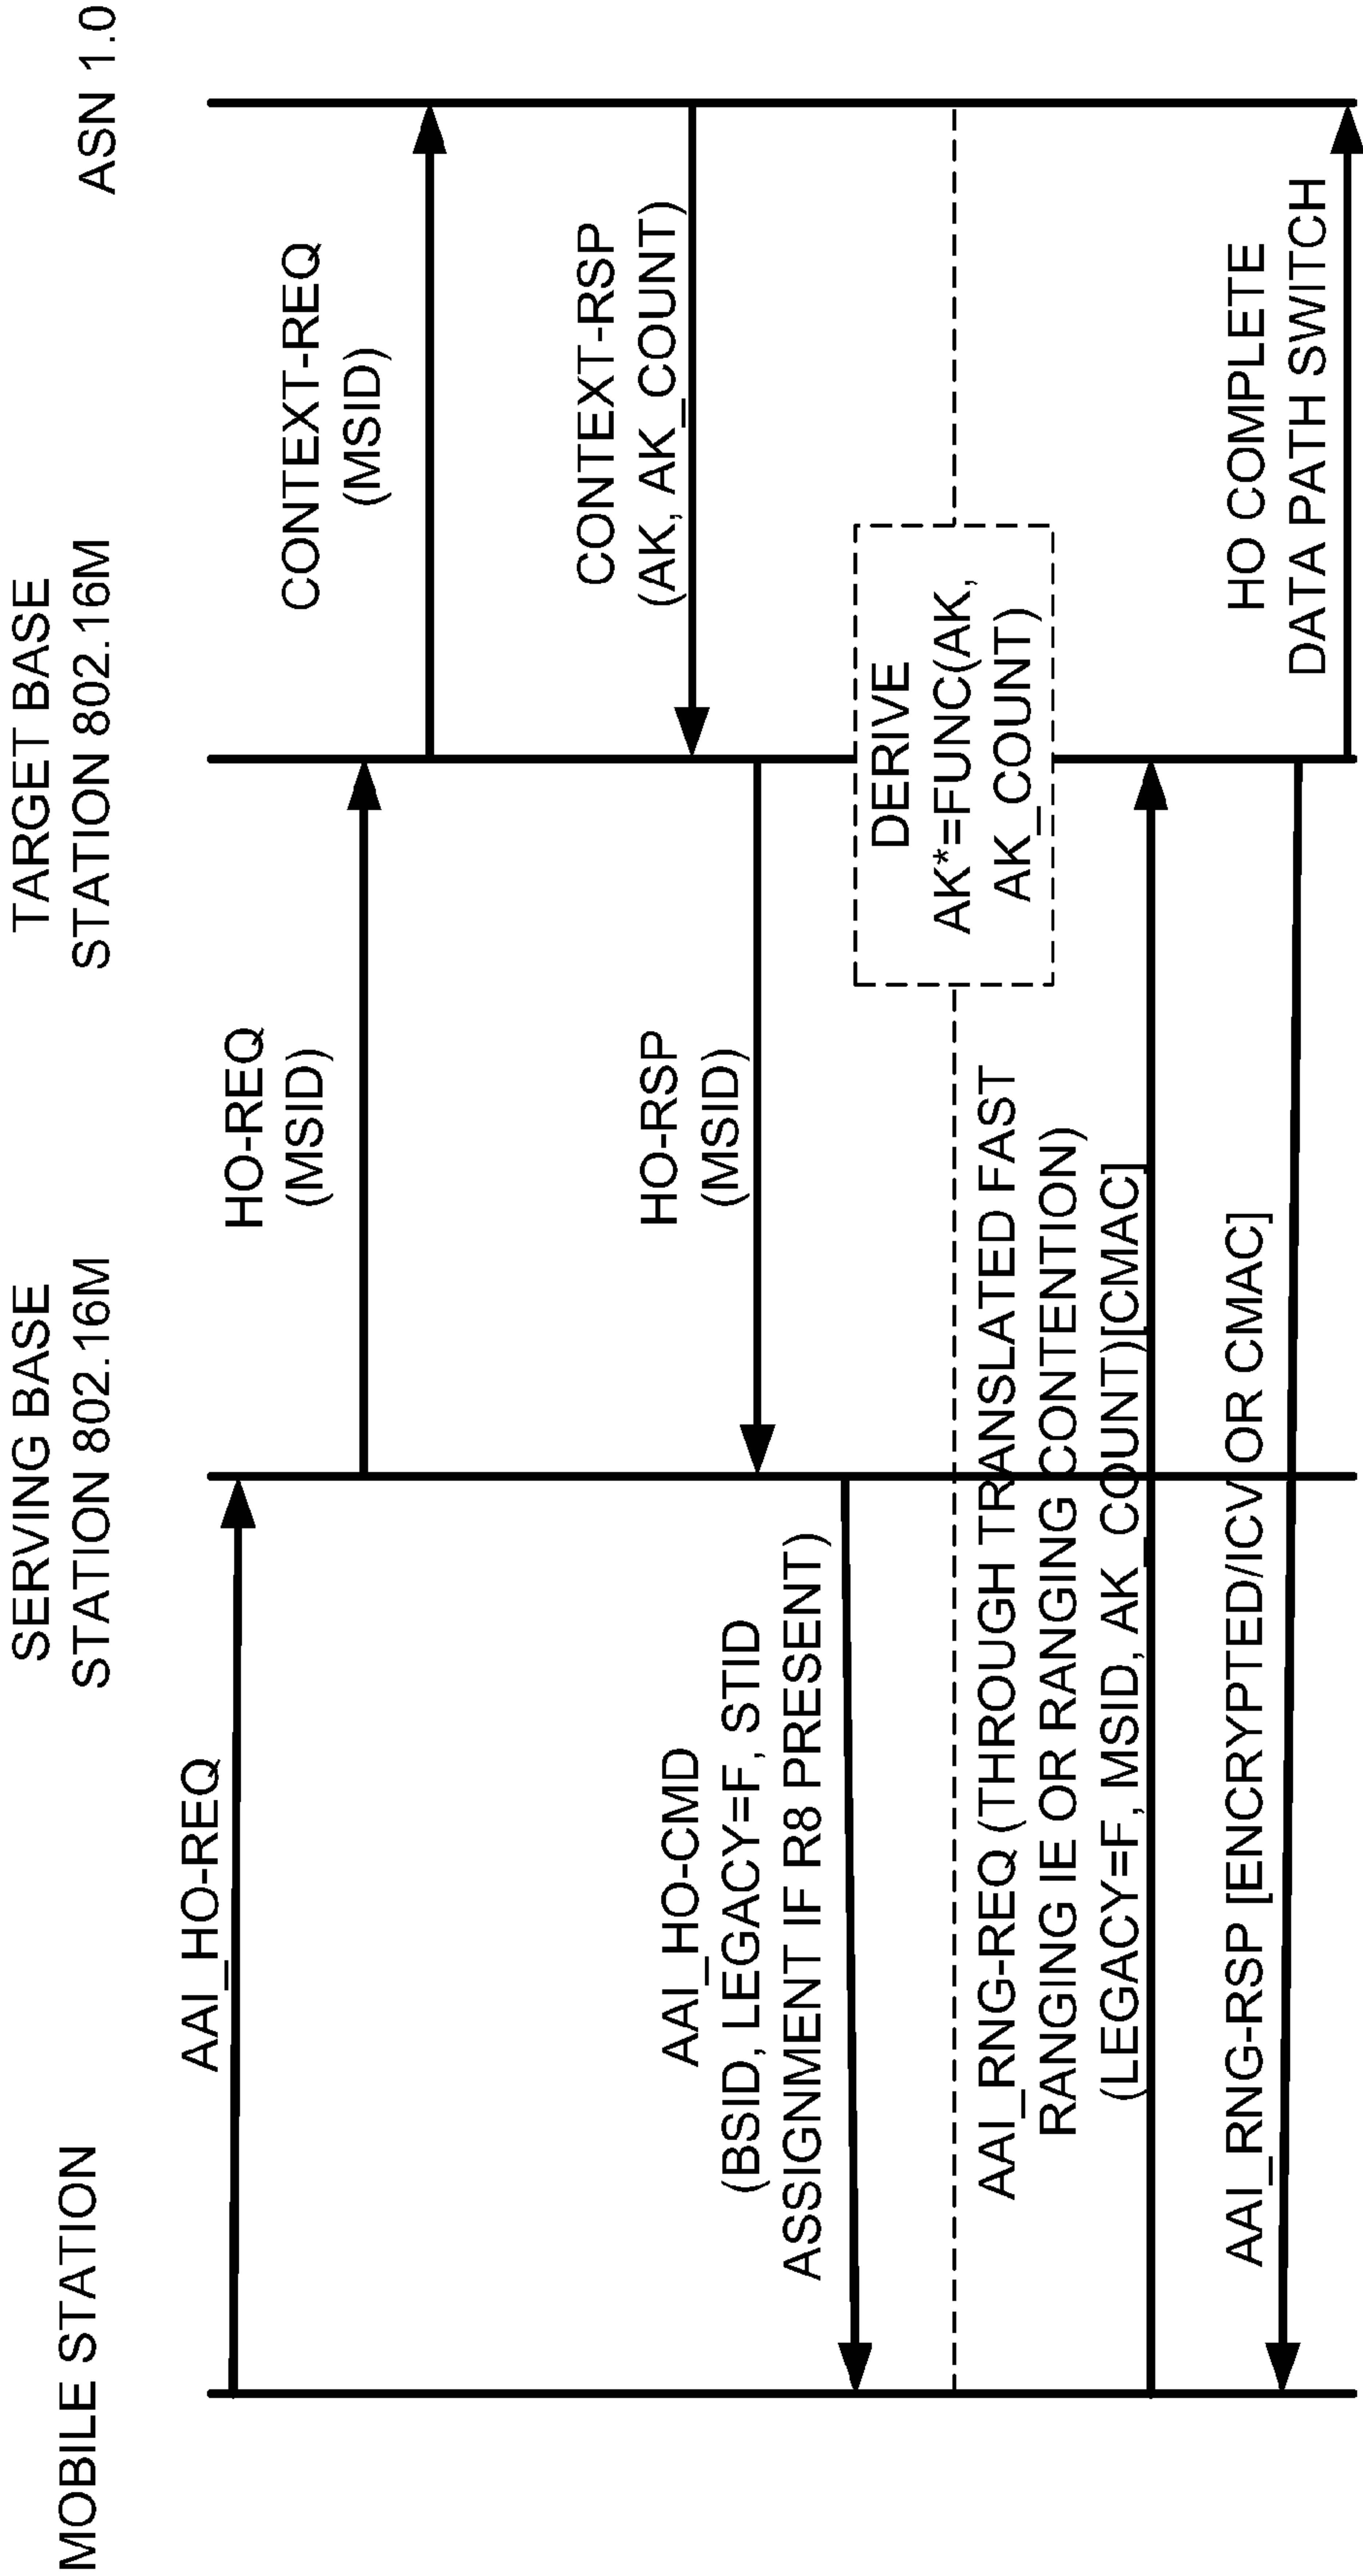 MOBILE STATION
SERVING BASE
STATION 802.16M
TARGET BASE
STATION 802.16M
ASN 1.0
AAI_HO-REQ
HO-REQ
(MSID)
CONTEXT-REQ
(MSID)
CONTEXT-RSP
(AK, AK_COUNT)
HO-RSP
(MSID)
AAI_HO-CMD
(BSID, LEGACY=F, STID
ASSIGNMENT IF R8 PRESENT)
DERIVE
AK*=FUNC(AK,
AK_COUNT)
AAI_RNG-REQ (THROUGH TRANSLATED FAST
RANGING IE OR RANGING CONTENTION)
(LEGACY=F, MSID, AK_COUNT)[CMAC]
AAI_RNG-RSP [ENCRYPTED/ICV OR CMAC]
HO COMPLETE
DATA PATH SWITCH